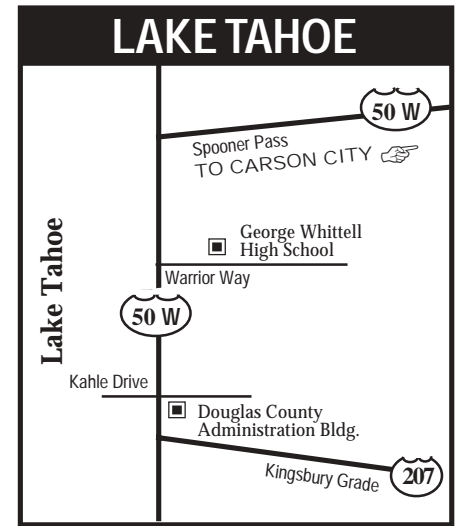 LAKE TAHOE
50 W
Spooner Pass
TO CARSON CITY
George Whittell
High School
Warrior Way
Lake Tahoe
50 W
Kahle Drive
Douglas County
Administration Bldg.
Kingsbury Grade
207